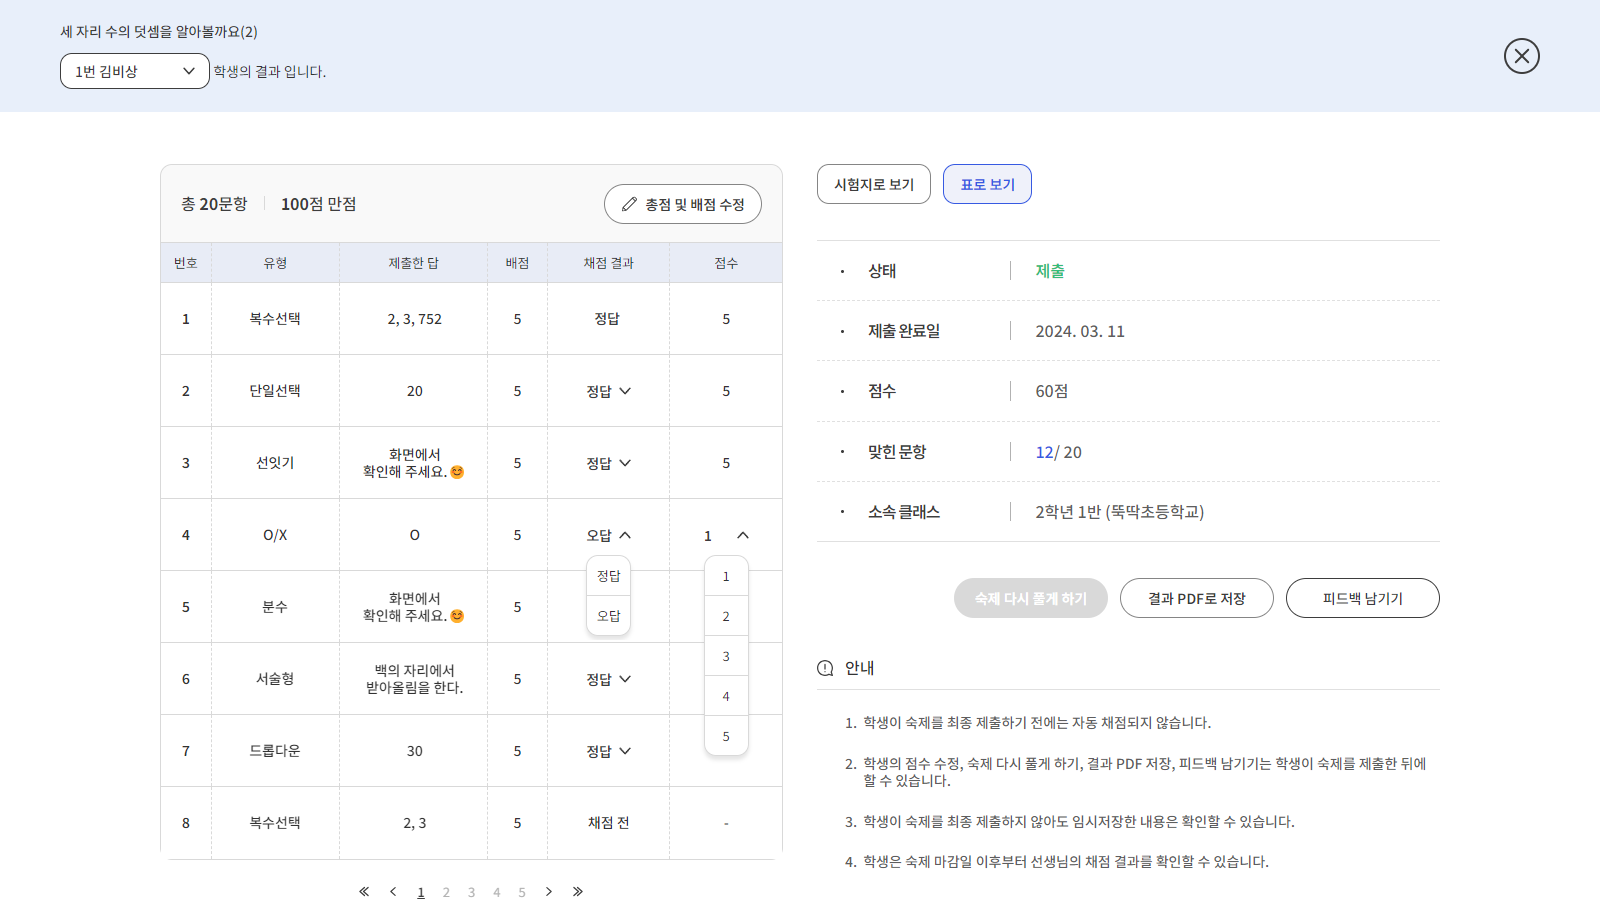 세 자리 수의 덧셈을 알아볼까요(2)
1번 김비상 학생의 결과 입니다.
총 20문항 100점 만점 총점 및 배점 수정
번호 유형 제출한 답 배점 채점 결과 점수
1 복수선택 2, 3, 752 5 정답 5
2 단일선택 20 5 정답 5
3 선잇기 화면에서
확인해 주세요.😊 5 정답 5
4 O/X O 5 오답 1
정답
오답
1
2
3
4
5
5 분수 화면에서
확인해 주세요.😊 5
6 서술형 백의 자리에서
받아올림을 한다. 5 정답
7 드롭다운 30 5 정답
8 복수선택 2, 3 5 채점 전 -
1 2 3 4 5
시험지로 보기 표로 보기
· 상태 제출
· 제출 완료일 2024. 03. 11
· 점수 60점
· 맞힌 문항 12/ 20
· 소속 클래스 2학년 1반 (뚝딱초등학교)
숙제 다시 풀게 하기 결과 PDF로 저장 피드백 남기기
안내
1. 학생이 숙제를 최종 제출하기 전에는 자동 채점되지 않습니다.
2. 학생의 점수 수정, 숙제 다시 풀게 하기, 결과 PDF 저장, 피드백 남기기는 학생이 숙제를 제출한 뒤에
할 수 있습니다.
3. 학생이 숙제를 최종 제출하지 않아도 임시저장한 내용은 확인할 수 있습니다.
4. 학생은 숙제 마감일 이후부터 선생님의 채점 결과를 확인할 수 있습니다.